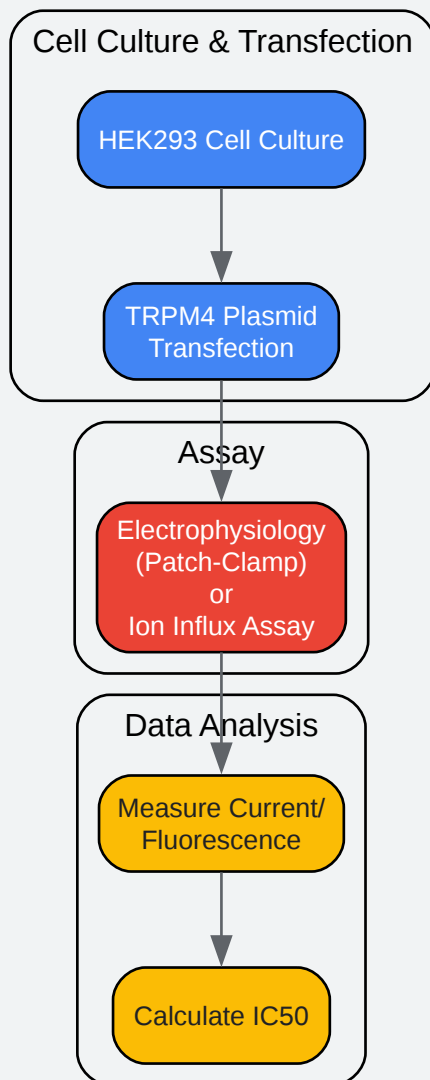 Cell Culture & Transfection
HEK293 Cell Culture
TRPM4 Plasmid
Transfection
Assay
Electrophysiology
(Patch-Clamp)
or
Ion Influx Assay
Data Analysis
Measure Current/
Fluorescence
Calculate IC50